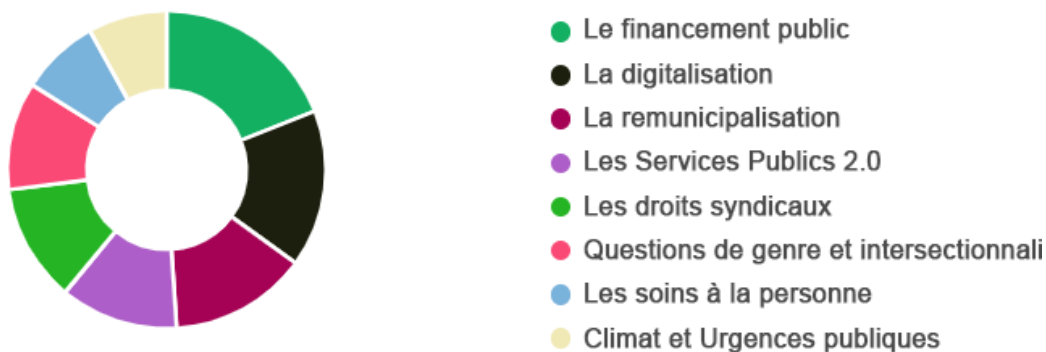 Le financement public
La digitalisation
La remunicipalisation
Les Services Publics 2.0
Les droits syndicaux
Questions de genre et intersectionnali
Les soins à la personne
Climat et Urgences publiques